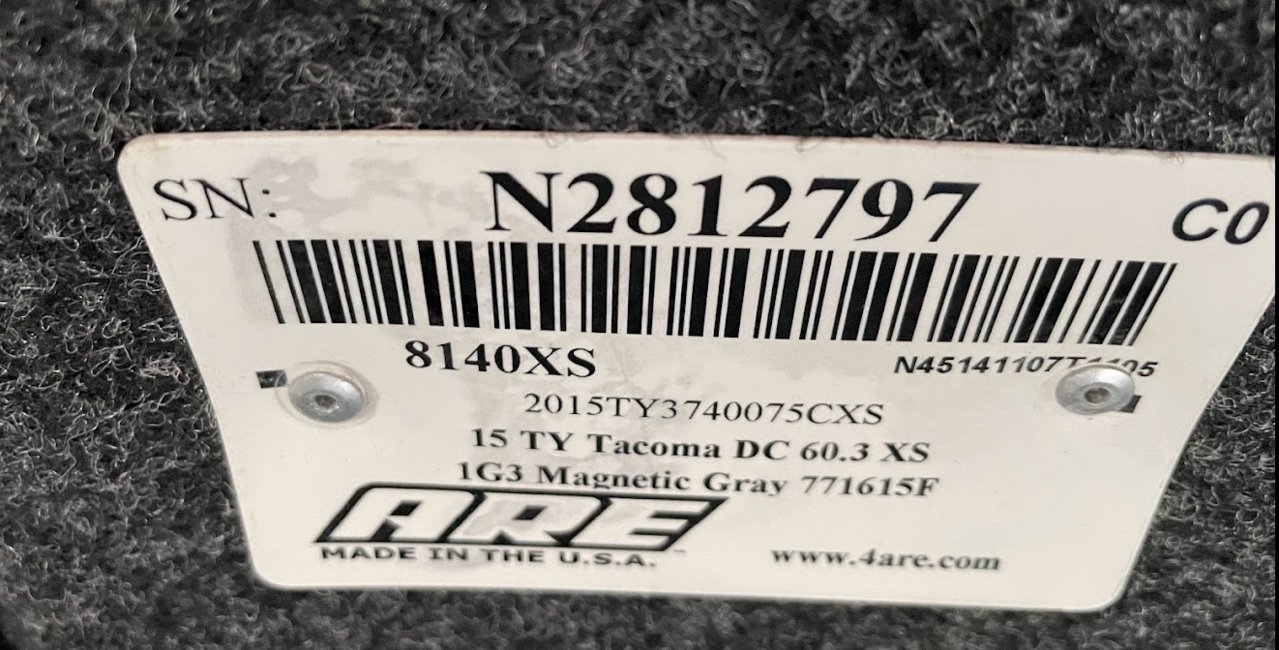 SN: N2812797 C0
8140XS
2015TY3740075CXS
15 TY Tacoma DC 60.3 XS
1G3 Magnetic Gray 771615F
ARE
MADE IN THE U.S.A.
www.4are.com